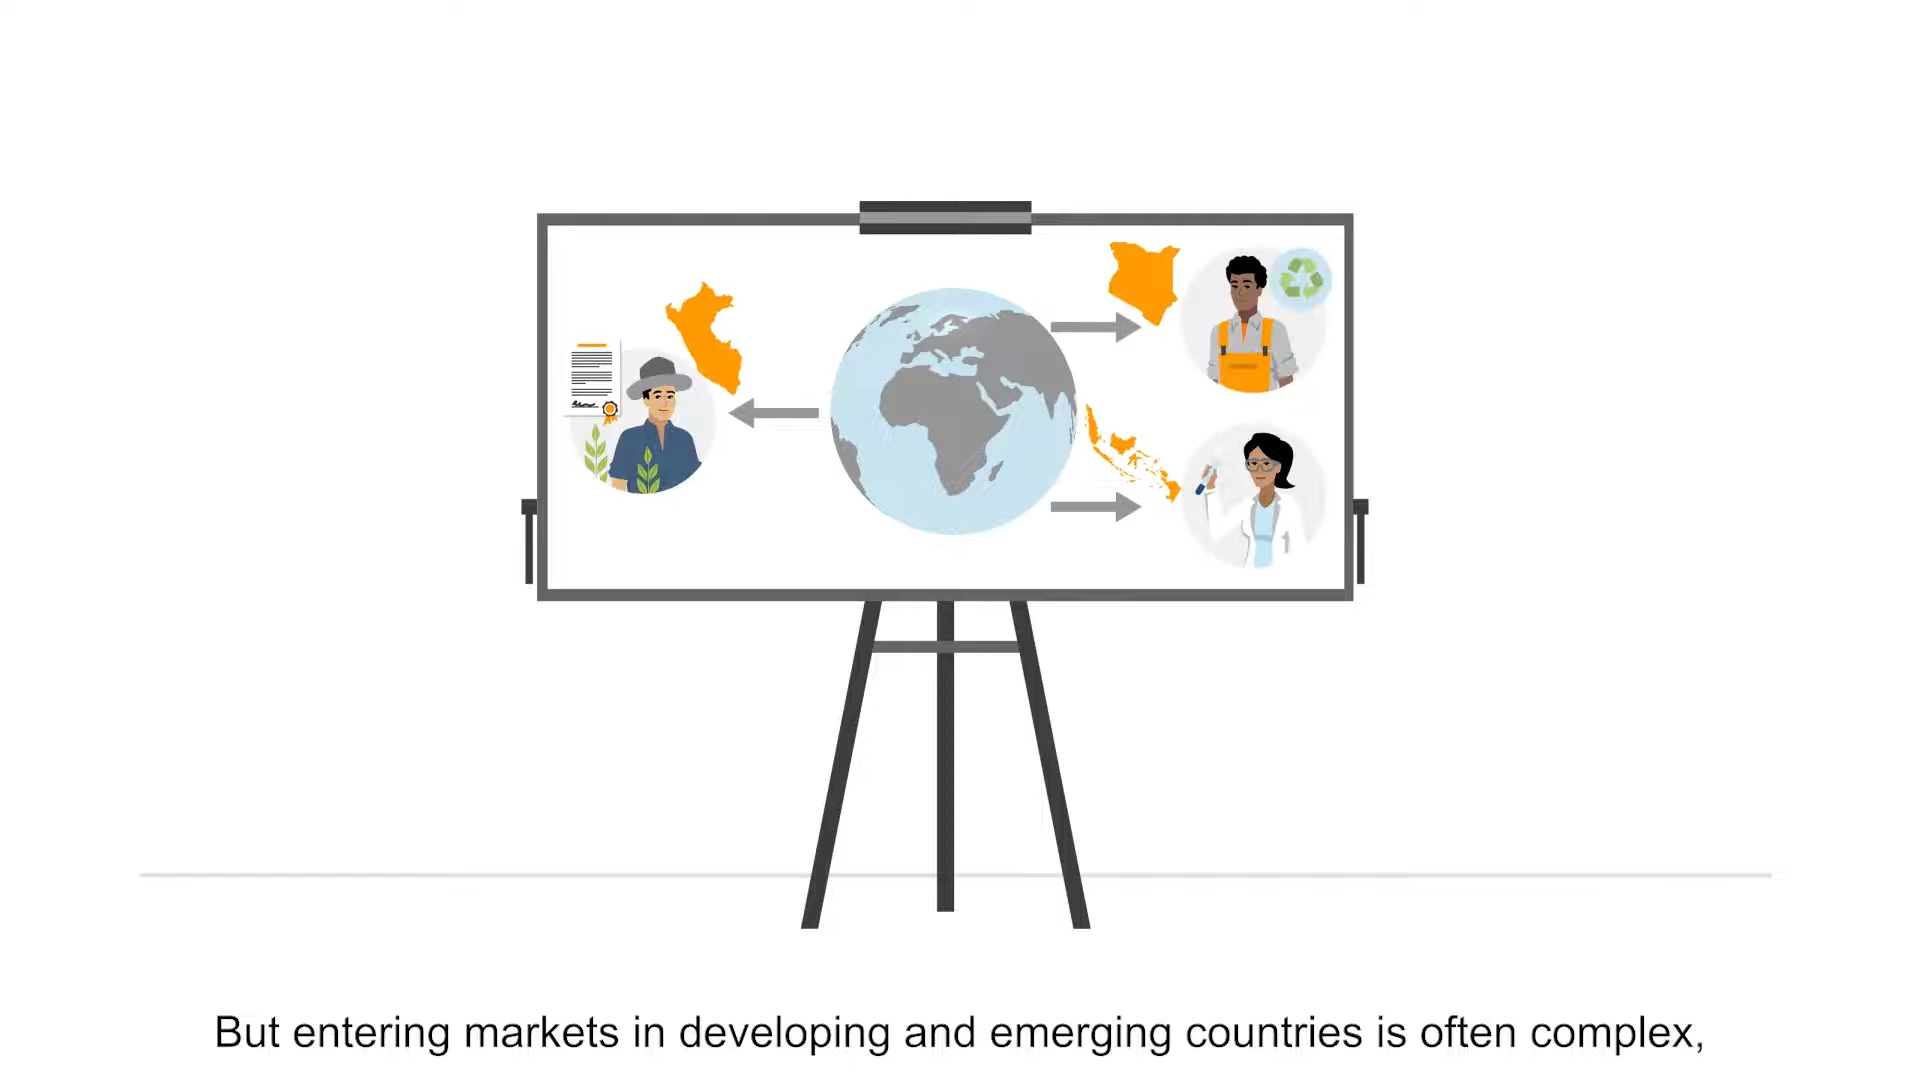 But entering markets in developing and emerging countries is often complex,